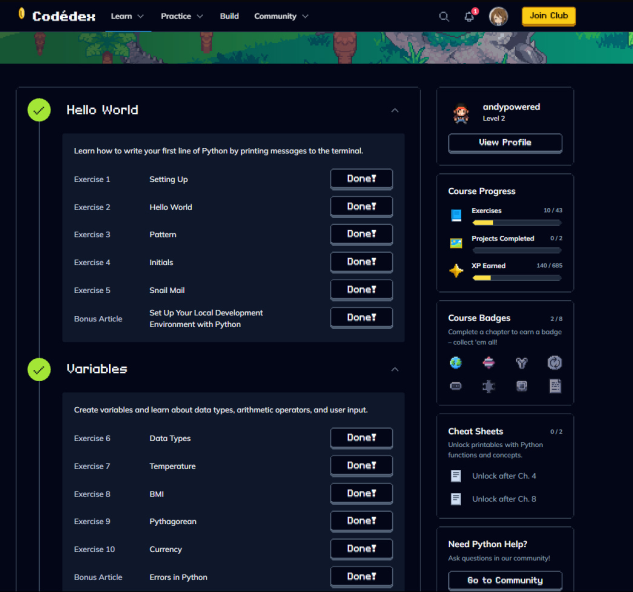 Codédex Learn Practice Build Community 1 Join Club
Hello World
Learn how to write your first line of Python by printing messages to the terminal.
Exercise 1 Setting Up Done!
Exercise 2 Hello World Done!
Exercise 3 Pattern Done!
Exercise 4 Initials Done!
Exercise 5 Snail Mail Done!
Bonus Article Set Up Your Local Development Done!
Environment with Python
Variables
Create variables and learn about data types, arithmetic operators, and user input.
Exercise 6 Data Types Done!
Exercise 7 Temperature Done!
Exercise 8 BMI Done!
Exercise 9 Pythagorean Done!
Exercise 10 Currency Done!
Bonus Article Errors in Python Done!
andypowered
Level 2
View Profile
Course Progress
Exercises 10 / 43
Projects Completed 0 / 2
XP Earned 140 / 685
Course Badges 2 / 8
Complete a chapter to earn a badge
– collect 'em all!
Cheat Sheets 0 / 2
Unlock printables with Python
functions and concepts.
Unlock after Ch. 4
Unlock after Ch. 8
Need Python Help?
Ask questions in our community!
Go to Community